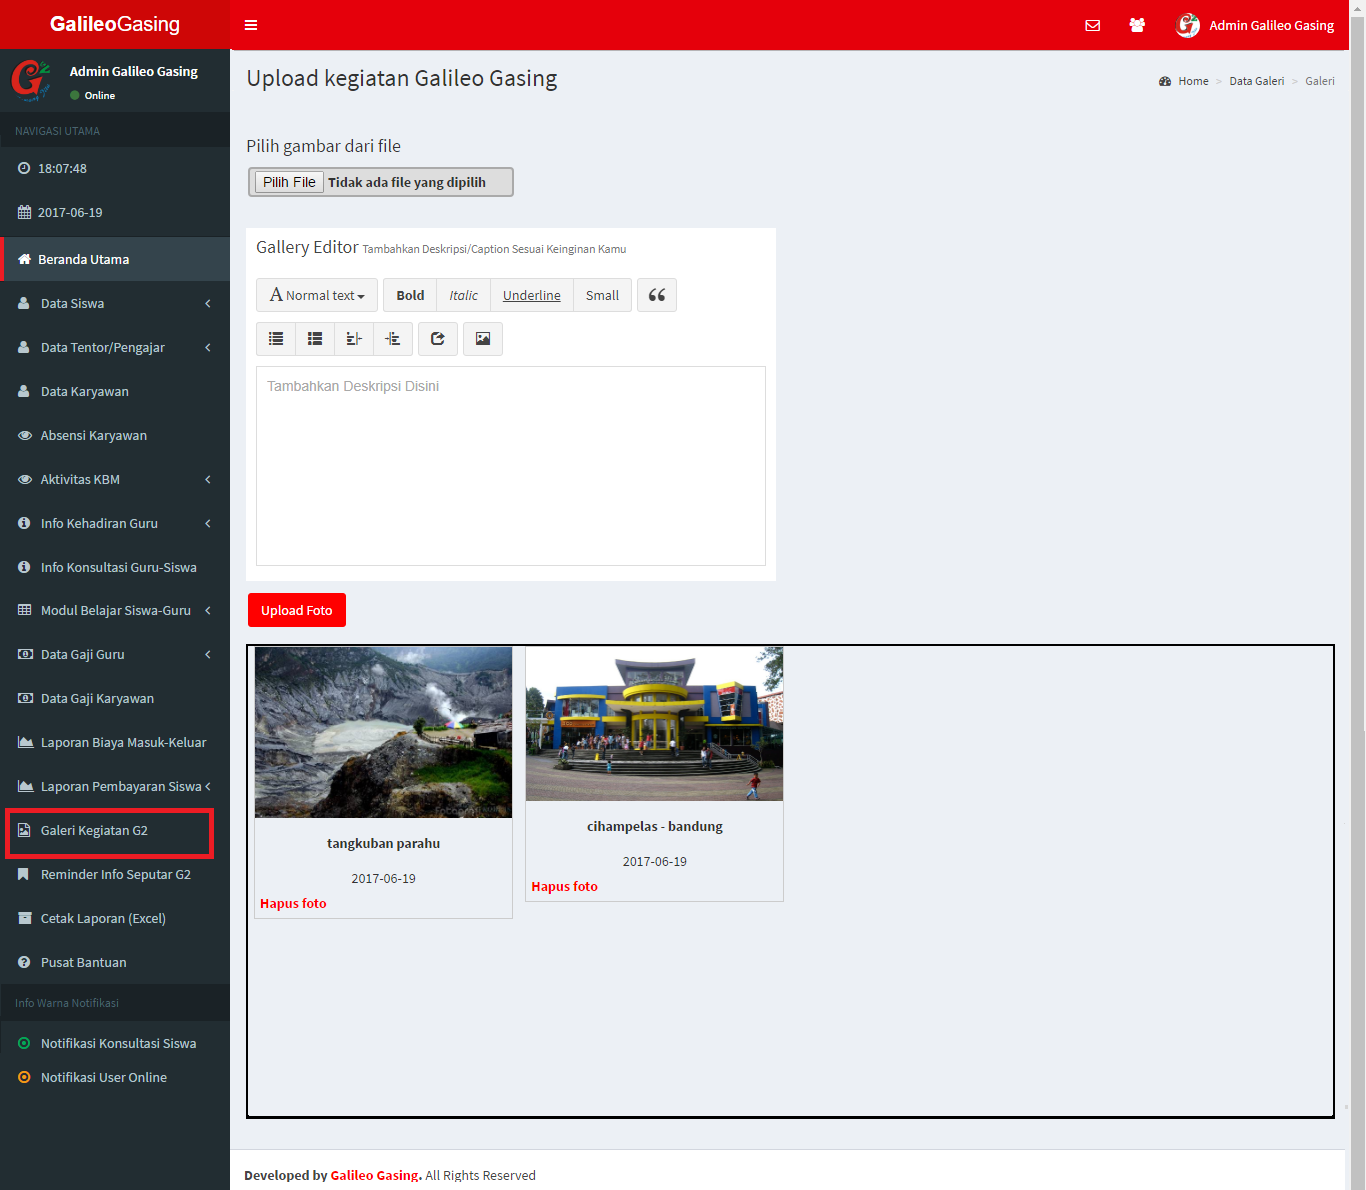 GalileoGasing
Admin Galileo Gasing
Admin Galileo Gasing
Online
NAVIGASI UTAMA
18:07:48
2017-06-19
Beranda Utama
Data Siswa
Data Tentor/Pengajar
Data Karyawan
Absensi Karyawan
Aktivitas KBM
Info Kehadiran Guru
Info Konsultasi Guru-Siswa
Modul Belajar Siswa-Guru
Data Gaji Guru
Data Gaji Karyawan
Laporan Biaya Masuk-Keluar
Laporan Pembayaran Siswa
Galeri Kegiatan G2
Reminder Info Seputar G2
Cetak Laporan (Excel)
Pusat Bantuan
Info Warna Notifikasi
Notifikasi Konsultasi Siswa
Notifikasi User Online
Upload kegiatan Galileo Gasing
Home > Data Galeri > Galeri
Pilih gambar dari file
Pilih File Tidak ada file yang dipilih
Gallery Editor Tambahkan Deskripsi/Caption Sesuai Keinginan Kamu
A Normal text Bold Italic Underline Small
Tambahkan Deskripsi Disini
Upload Foto
tangkuban parahu
2017-06-19
Hapus foto
cihampelas - bandung
2017-06-19
Hapus foto
Developed by Galileo Gasing. All Rights Reserved